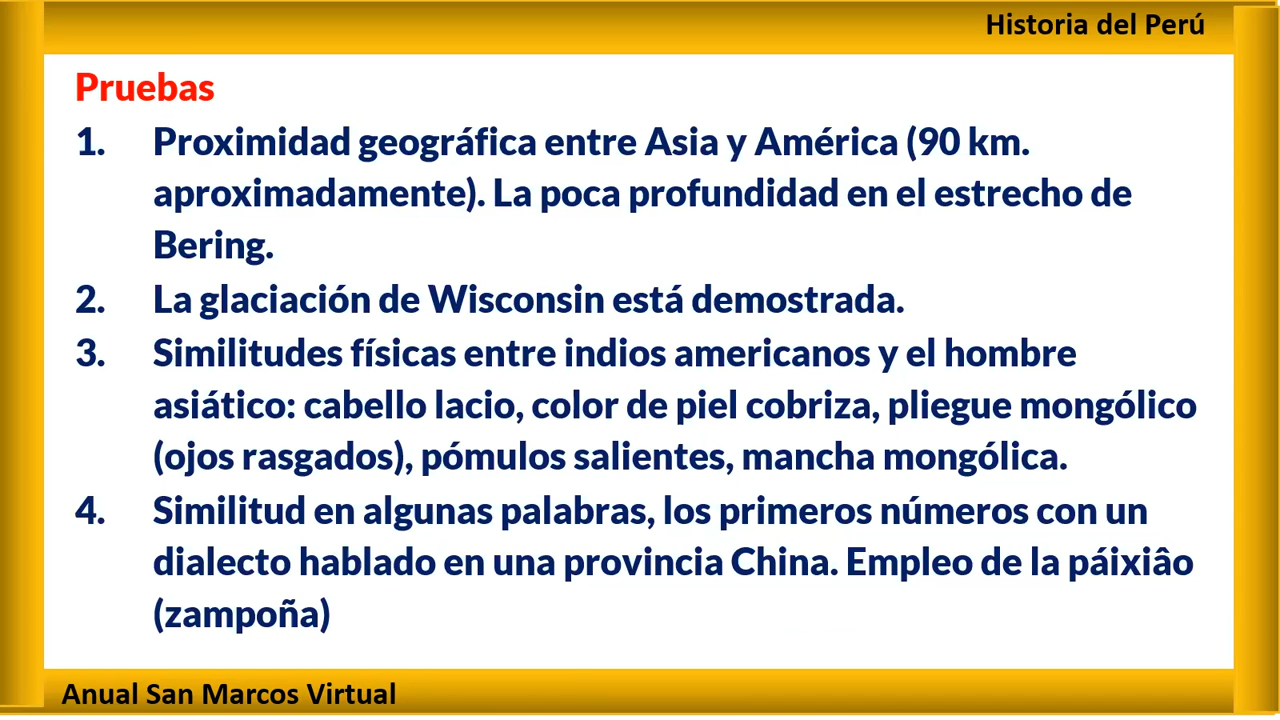 Historia del Perú
Pruebas
1. Proximidad geográfica entre Asia y América (90 km.
aproximadamente). La poca profundidad en el estrecho de
Bering.
2. La glaciación de Wisconsin está demostrada.
3. Similitudes físicas entre indios americanos y el hombre
asiático: cabello lacio, color de piel cobriza, pliegue mongólico
(ojos rasgados), pómulos salientes, mancha mongólica.
4. Similitud en algunas palabras, los primeros números con un
dialecto hablado en una provincia China. Empleo de la páixiâo
(zampoña)
Anual San Marcos Virtual